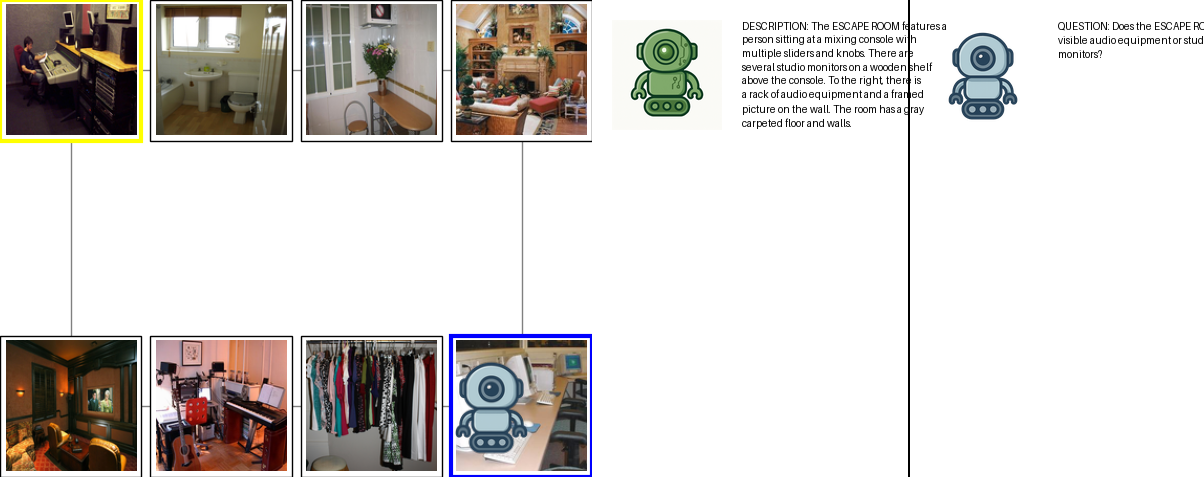 DESCRIPTION: The ESCAPE ROOM features a
person sitting at a mixing console with
multiple sliders and knobs. There are
several studio monitors on a wooden shelf
above the console. To the right, there is
a rack of audio equipment and a framed
picture on the wall. The room has a gray
carpeted floor and walls.
QUESTION: Does the ESCAPE RO
visible audio equipment or stud
monitors?